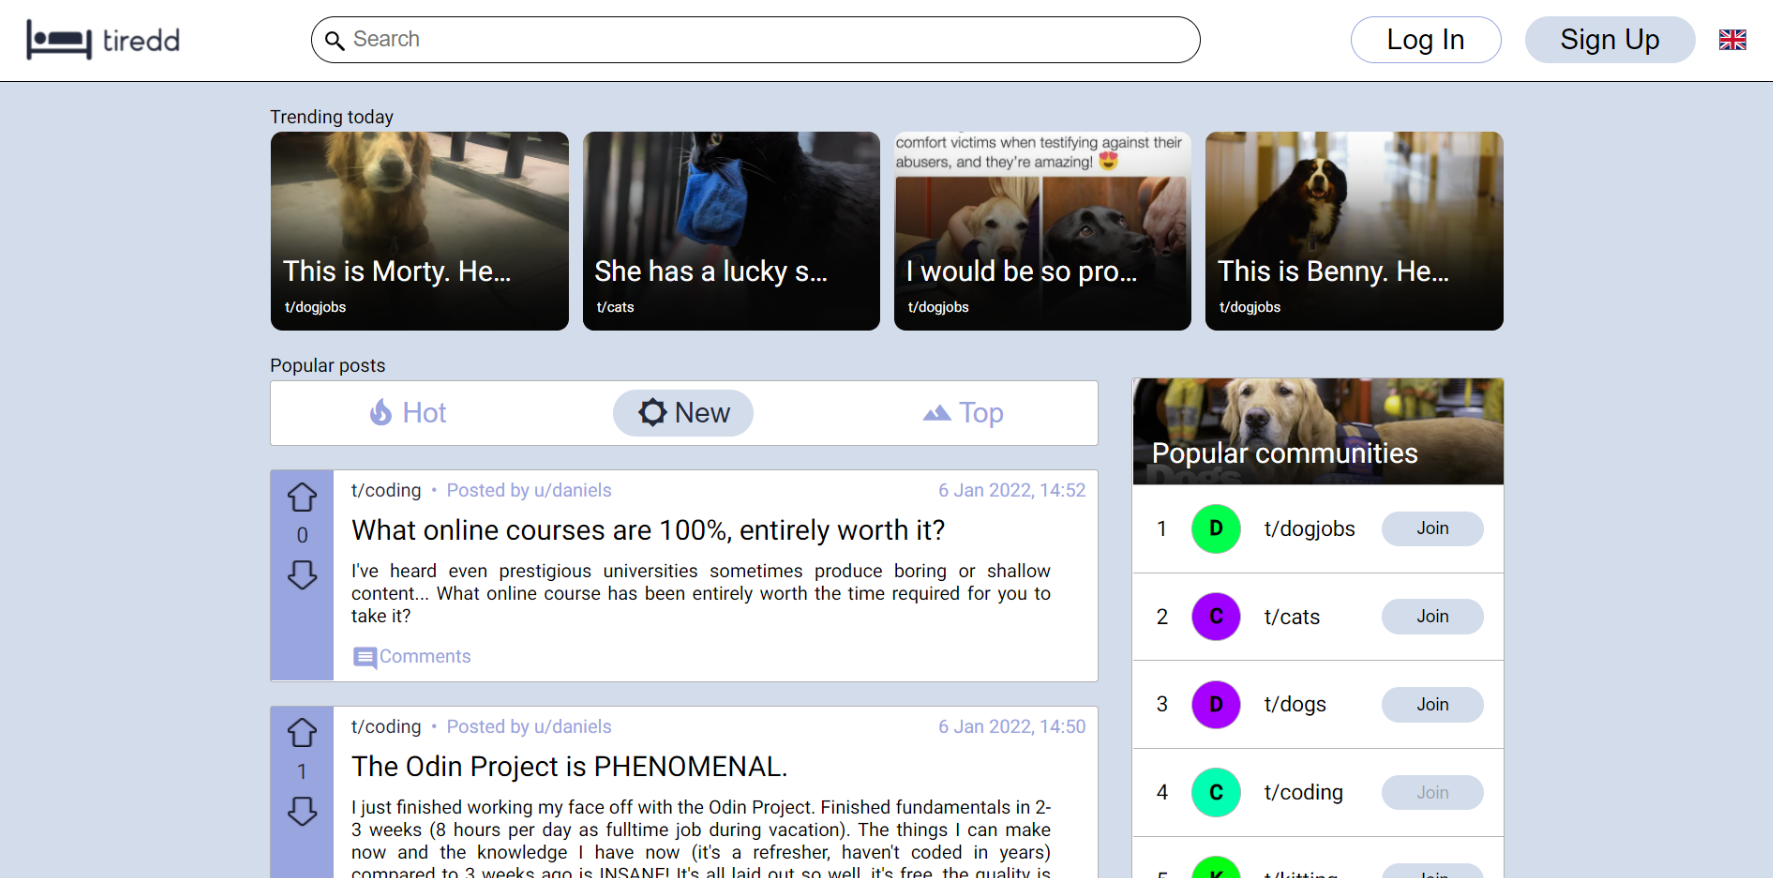 tiredd
Search
Log In
Sign Up
Trending today
comfort victims when testifying against their
abusers, and they're amazing! 😍
This is Morty. He...
t/dogjobs
She has a lucky s...
t/cats
I would be so pro...
t/dogjobs
This is Benny. He...
t/dogjobs
Popular posts
Hot
New
Top
t/coding • Posted by u/daniels
6 Jan 2022, 14:52
0
What online courses are 100%, entirely worth it?
I've heard even prestigious universities sometimes produce boring or shallow
content... What online course has been entirely worth the time required for you to
take it?
Comments
t/coding • Posted by u/daniels
6 Jan 2022, 14:50
1
The Odin Project is PHENOMENAL.
I just finished working my face off with the Odin Project. Finished fundamentals in 2-
3 weeks (8 hours per day as fulltime job during vacation). The things I can make
now and the knowledge I have now (it's a refresher, haven't coded in years)
compared to 3 weeks ago is INSANE! It's all laid out so well, it's free, the quality is
Popular communities
Dogs
1 D t/dogjobs Join
2 C t/cats Join
3 D t/dogs Join
4 C t/coding Join
5 K t/kitting Join